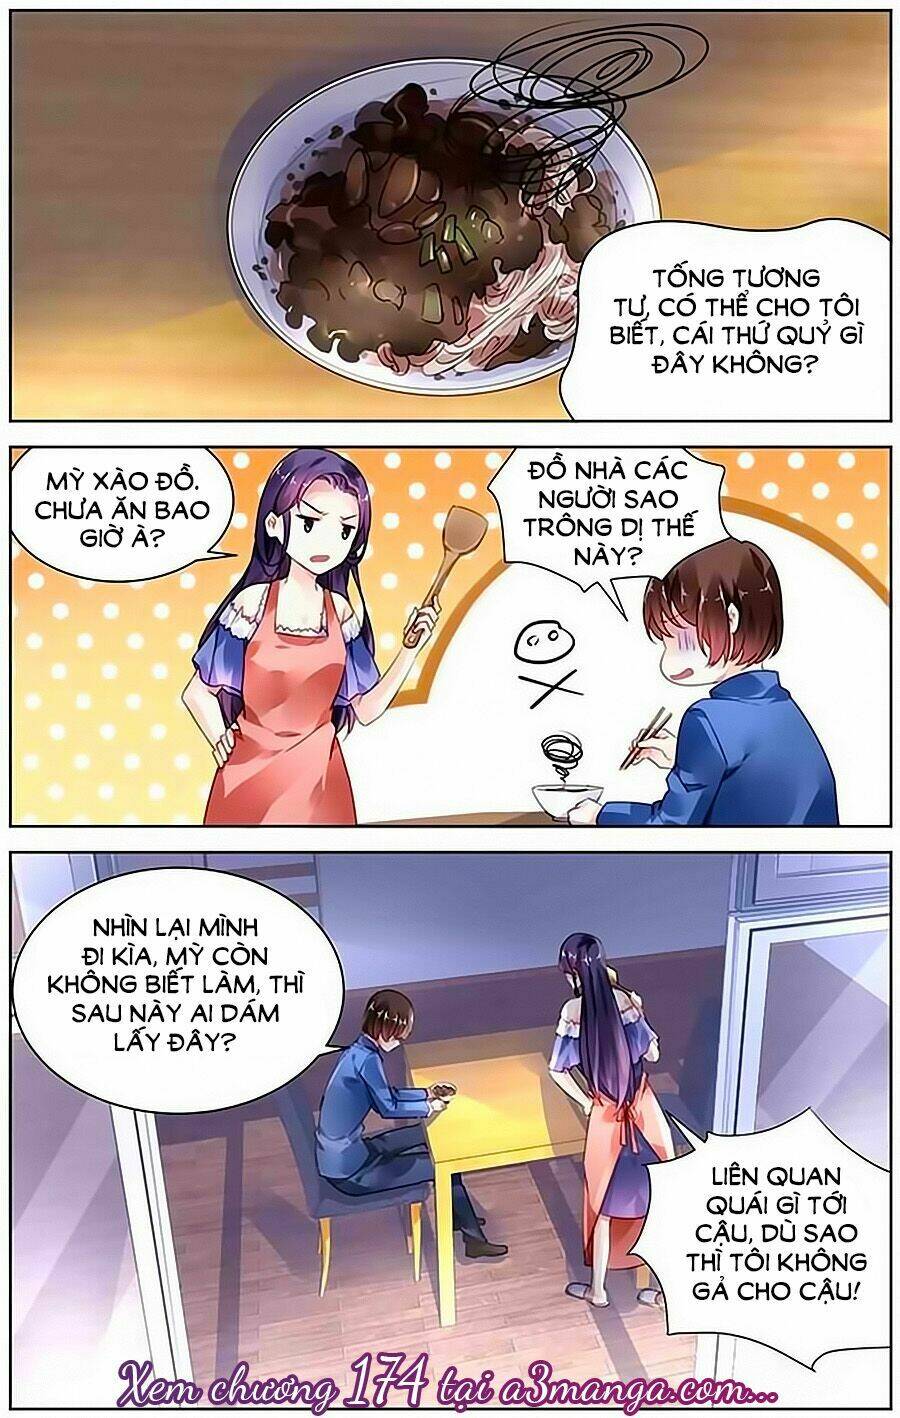 TỐNG TƯƠNG
TƯ, CÓ THỂ CHO TÔI
BIẾT, CÁI THỨ QUỶ GÌ
ĐÂY KHÔNG?
MỲ XÀO ĐỒ.
CHƯA ĂN BAO
GIỜ À?
ĐỒ NHÀ CÁC
NGƯỜI SAO
TRÔNG DỊ THẾ
NÀY?
NHÌN LẠI MÌNH
ĐI KÌA, MỲ CÒN
KHÔNG BIẾT LÀM, THÌ
SAU NÀY AI DÁM
LẤY ĐÂY?
LIÊN QUAN
QUÁI GÌ TỚI
CẬU, DÙ SAO
THÌ TÔI KHÔNG
GẢ CHO CẬU!
Xem chương 174 tại a3manga.com...